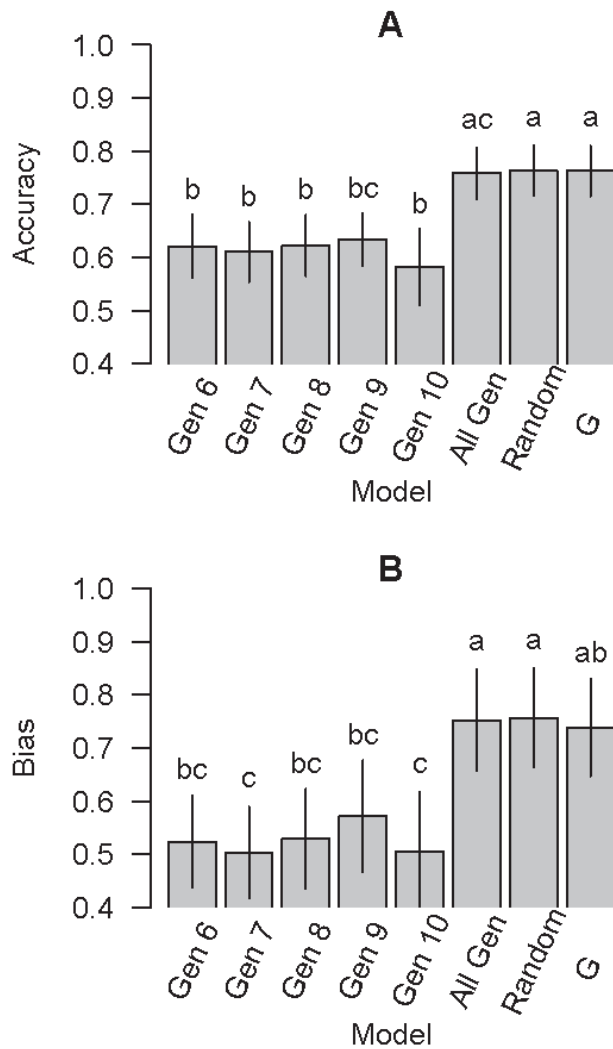 A
1.0
0.9
0.8
0.7
0.6
0.5
0.4
Accuracy
b b b bc b ac a a
Gen 6 Gen 7 Gen 8 Gen 9 Gen 10 All Gen Random G
Model
B
1.0
0.9
0.8
0.7
0.6
0.5
0.4
Bias
bc c bc bc c a a ab
Gen 6 Gen 7 Gen 8 Gen 9 Gen 10 All Gen Random G
Model